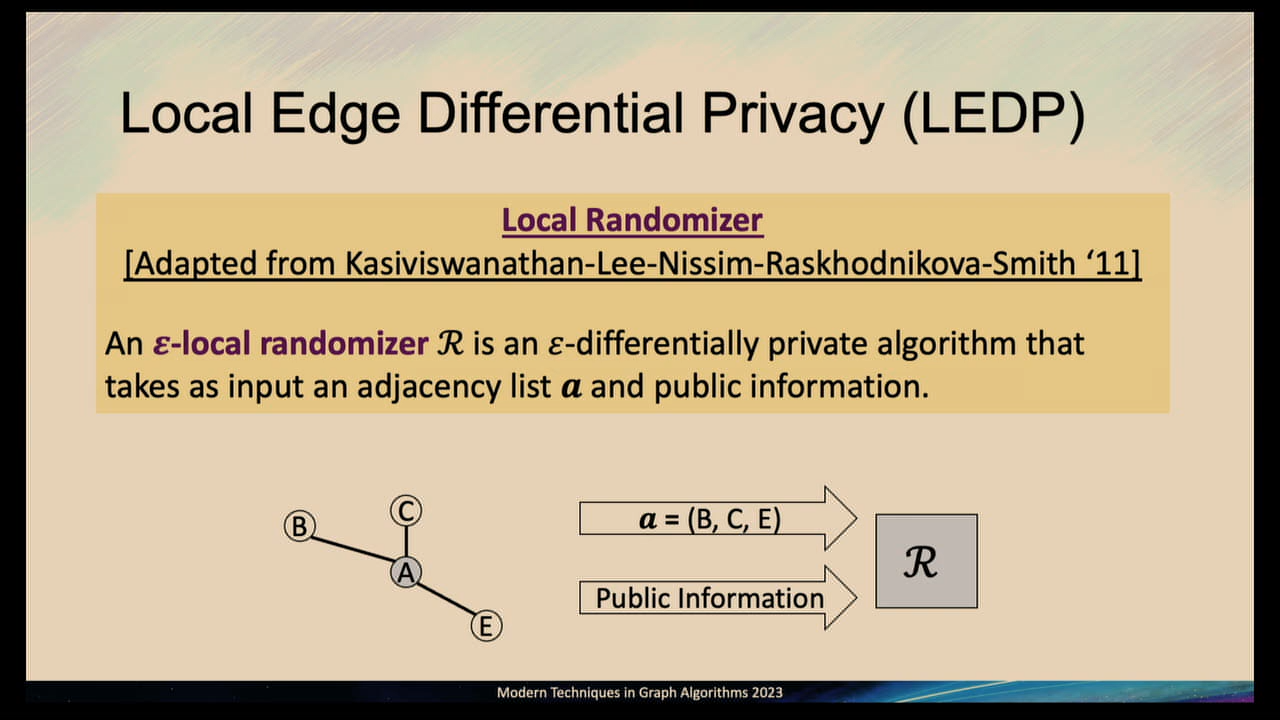 Local Edge Differential Privacy (LEDP)
Local Randomizer
[Adapted from Kasiviswanathan-Lee-Nissim-Raskhodnikova-Smith ‘11]
An 𝜺-local randomizer ℛ is an 𝜀-differentially private algorithm that
takes as input an adjacency list 𝒂 and public information.
B
C
A
E
𝒂 = (B, C, E)
Public Information
ℛ
Modern Techniques in Graph Algorithms 2023